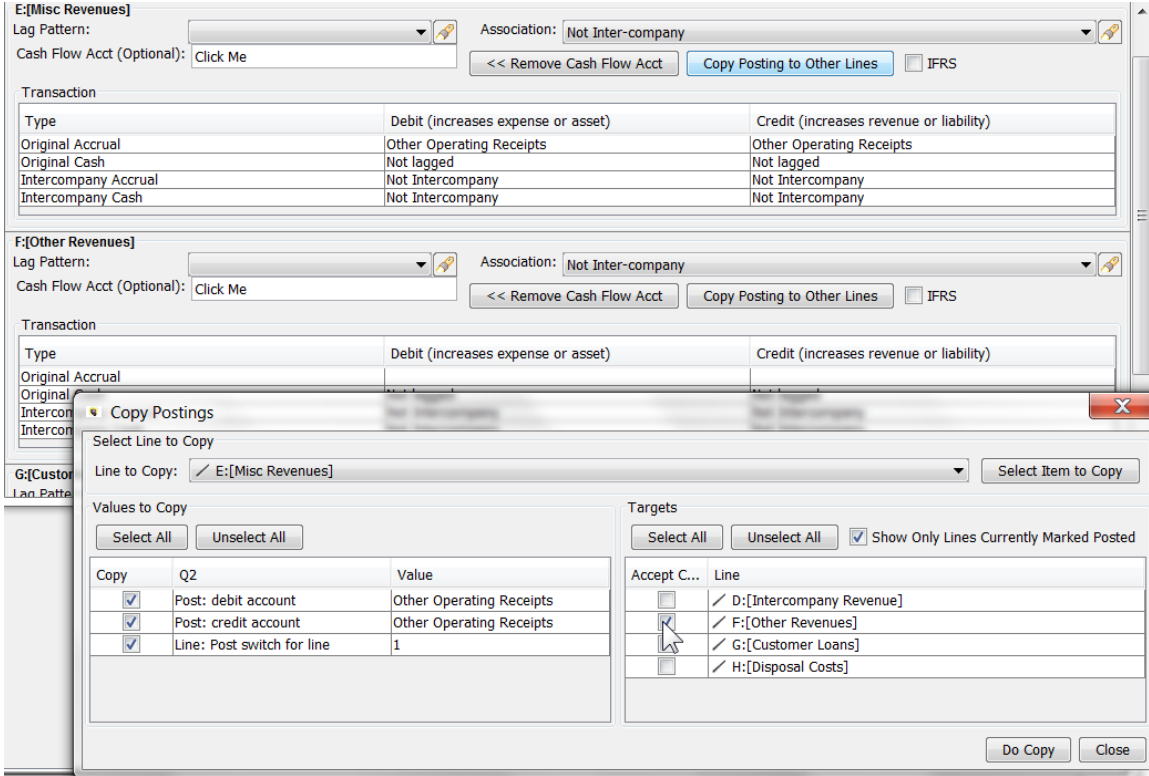 E:[Misc Revenues]
Lag Pattern: Association: Not Inter-company
Cash Flow Acct (Optional): Click Me << Remove Cash Flow Acct Copy Posting to Other Lines IFRS
Transaction
Type Debit (increases expense or asset) Credit (increases revenue or liability)
Original Accrual Other Operating Receipts Other Operating Receipts
Original Cash Not lagged Not lagged
Intercompany Accrual Not Intercompany Not Intercompany
Intercompany Cash Not Intercompany Not Intercompany
F:[Other Revenues]
Lag Pattern: Association: Not Inter-company
Cash Flow Acct (Optional): Click Me << Remove Cash Flow Acct Copy Posting to Other Lines IFRS
Transaction
Type Debit (increases expense or asset) Credit (increases revenue or liability)
Original Accrual
Original
Intercom
Intercom
G:[Custor
Lag Patte
Copy Postings
Select Line to Copy
Line to Copy: E:[Misc Revenues] Select Item to Copy
Values to Copy Targets
Select All Unselect All Select All Unselect All Show Only Lines Currently Marked Posted
Copy Q2 Value Accept C... Line
Post: debit account Other Operating Receipts D:[Intercompany Revenue]
Post: credit account Other Operating Receipts F:[Other Revenues]
Line: Post switch for line 1 G:[Customer Loans]
H:[Disposal Costs]
Do Copy Close